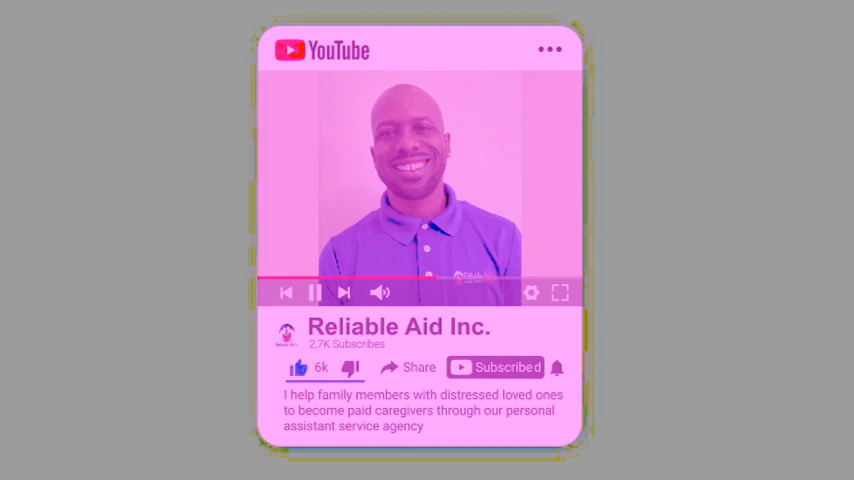 YouTube
Reliable Aid Inc.
2,7K Subscribes
6k
Share
Subscribed
I help family members with distressed loved ones
to become paid caregivers through our personal
assistant service agency